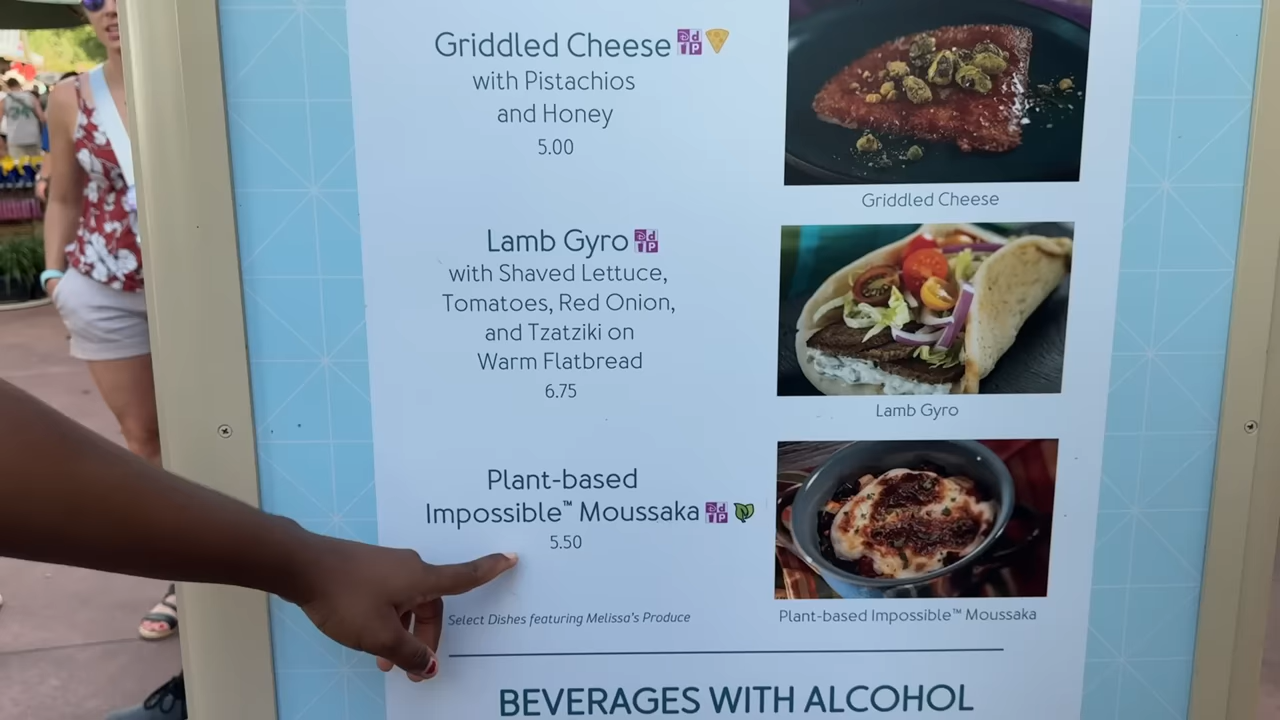 Griddled Cheese
with Pistachios
and Honey
5.00
Griddled Cheese
Lamb Gyro
with Shaved Lettuce,
Tomatoes, Red Onion,
and Tzatziki on
Warm Flatbread
6.75
Lamb Gyro
Plant-based
Impossible™ Moussaka
5.50
Plant-based Impossible™ Moussaka
Select Dishes featuring Melissa's Produce
BEVERAGES WITH ALCOHOL